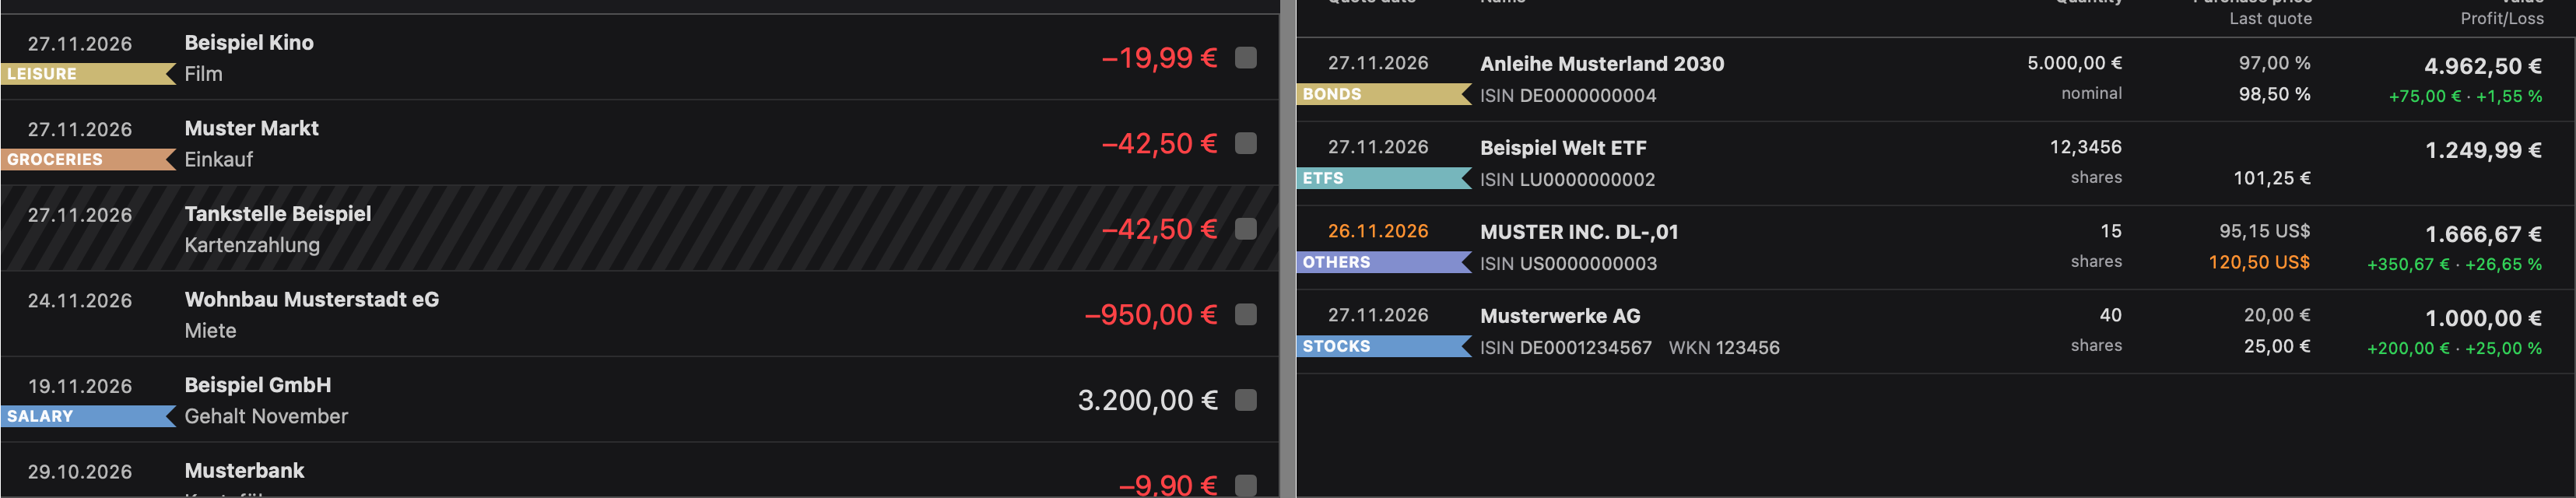 27.11.2026 Beispiel Kino
–19,99 €
LEISURE Film
27.11.2026 Muster Markt
–42,50 €
GROCERIES Einkauf
27.11.2026 Tankstelle Beispiel
–42,50 €
Kartenzahlung
24.11.2026 Wohnbau Musterstadt eG
–950,00 €
Miete
19.11.2026 Beispiel GmbH
3.200,00 €
SALARY Gehalt November
29.10.2026 Musterbank
–9,90 €
Quote date Name Quantity Purchase price Value
Last quote Profit/Loss
27.11.2026 Anleihe Musterland 2030 5.000,00 € 97,00 % 4.962,50 €
BONDS ISIN DE0000000004 nominal 98,50 % +75,00 € · +1,55 %
27.11.2026 Beispiel Welt ETF 12,3456 1.249,99 €
ETFS ISIN LU0000000002 shares 101,25 €
26.11.2026 MUSTER INC. DL-,01 15 95,15 US$ 1.666,67 €
OTHERS ISIN US0000000003 shares 120,50 US$ +350,67 € · +26,65 %
27.11.2026 Musterwerke AG 40 20,00 € 1.000,00 €
STOCKS ISIN DE0001234567 WKN 123456 shares 25,00 € +200,00 € · +25,00 %